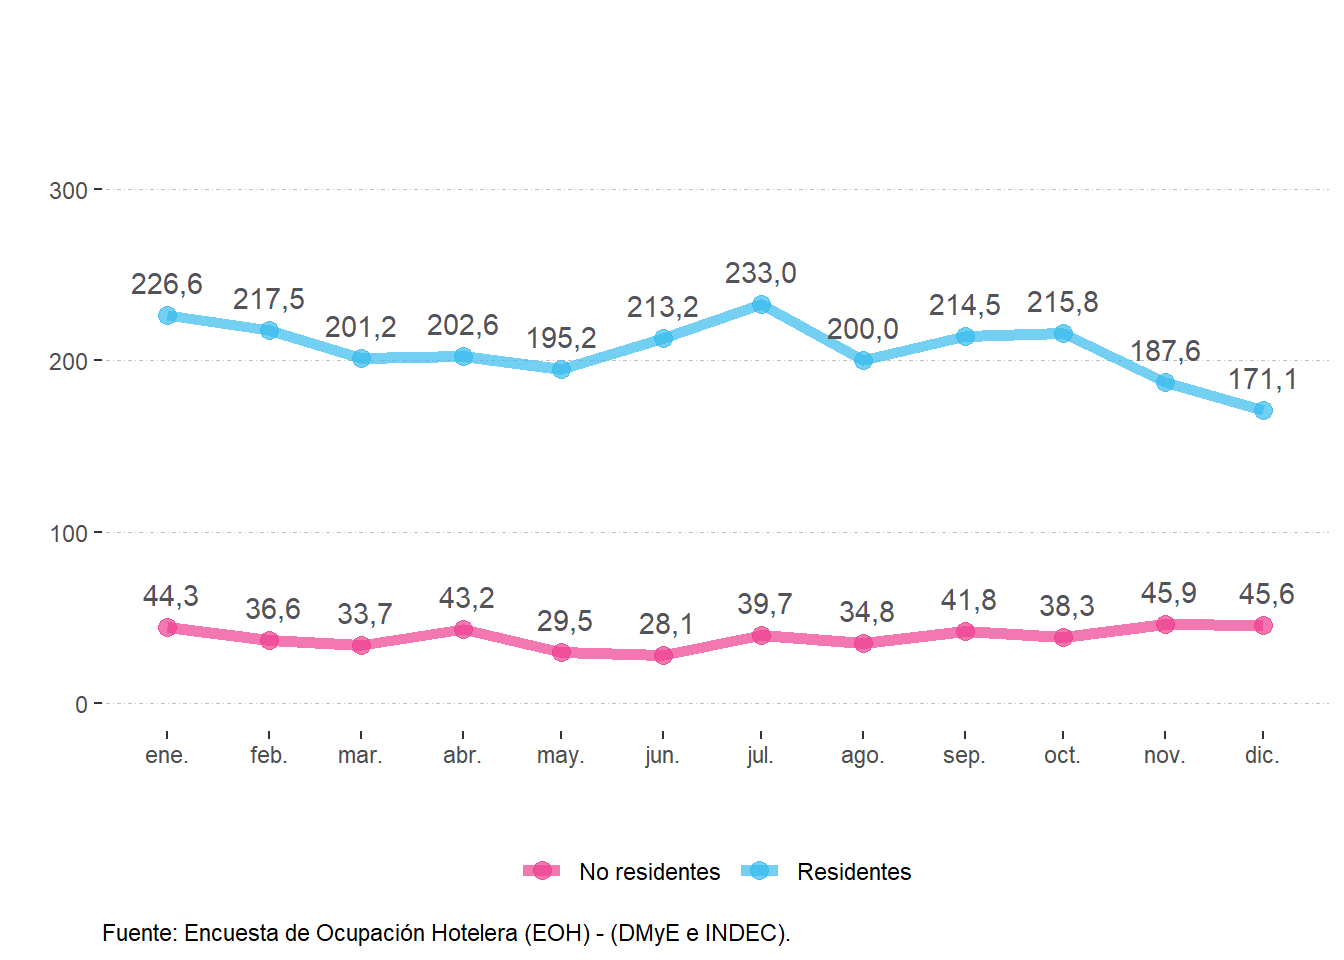 300
226,6 217,5 201,2 202,6 195,2 213,2 233,0 200,0 214,5 215,8 187,6 171,1
200
100
44,3 36,6 33,7 43,2 29,5 28,1 39,7 34,8 41,8 38,3 45,9 45,6
0
ene. feb. mar. abr. may. jun. jul. ago. sep. oct. nov. dic.
No residentes Residentes
Fuente: Encuesta de Ocupación Hotelera (EOH) - (DMyE e INDEC).